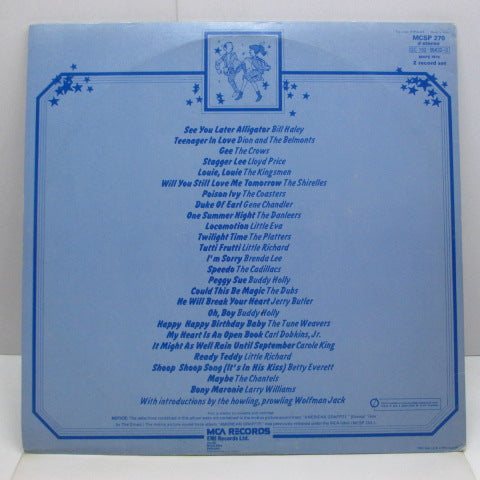 MCSP 270
2 stereo
2 record set
See You Later Alligator Bill Haley
Teenager In Love Dion and The Belmonts
Gee The Crows
Stagger Lee Lloyd Price
Louie, Louie The Kingsmen
Will You Still Love Me Tomorrow The Shirelles
Poison Ivy The Coasters
Duke Of Earl Gene Chandler
One Summer Night The Danleers
Locomotion Little Eva
Twilight Time The Platters
Tutti Frutti Little Richard
I'm Sorry Brenda Lee
Speedo The Cadillacs
Peggy Sue Buddy Holly
Could This Be Magic The Dubs
He Will Break Your Heart Jerry Butler
Oh, Boy Buddy Holly
Happy Happy Birthday Baby The Tune Weavers
My Heart Is An Open Book Carl Dobkins, Jr.
It Might As Well Rain Until September Carole King
Ready Teddy Little Richard
Shoop Shoop Song (It's In His Kiss) Betty Everett
Maybe The Chantels
Bony Maronie Larry Williams
With introductions by the howling, prowling Wolfman Jack
MCA RECORDS
EMI Records Ltd.